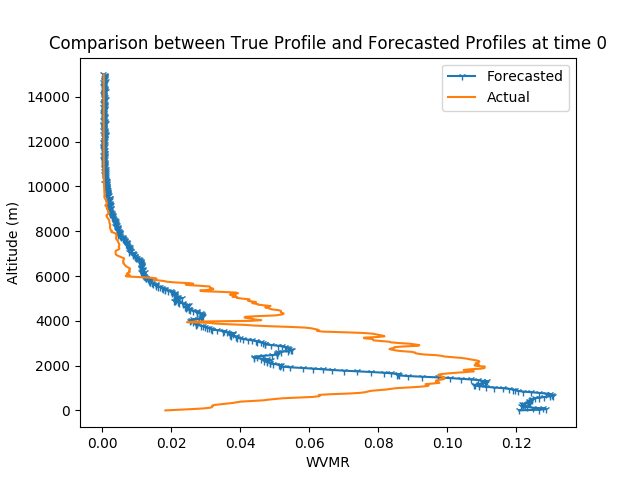 Comparison between True Profile and Forecasted Profiles at time 0
Forecasted
Actual
14000
12000
10000
8000
6000
4000
2000
0
Altitude (m)
0.00 0.02 0.04 0.06 0.08 0.10 0.12
WVMR